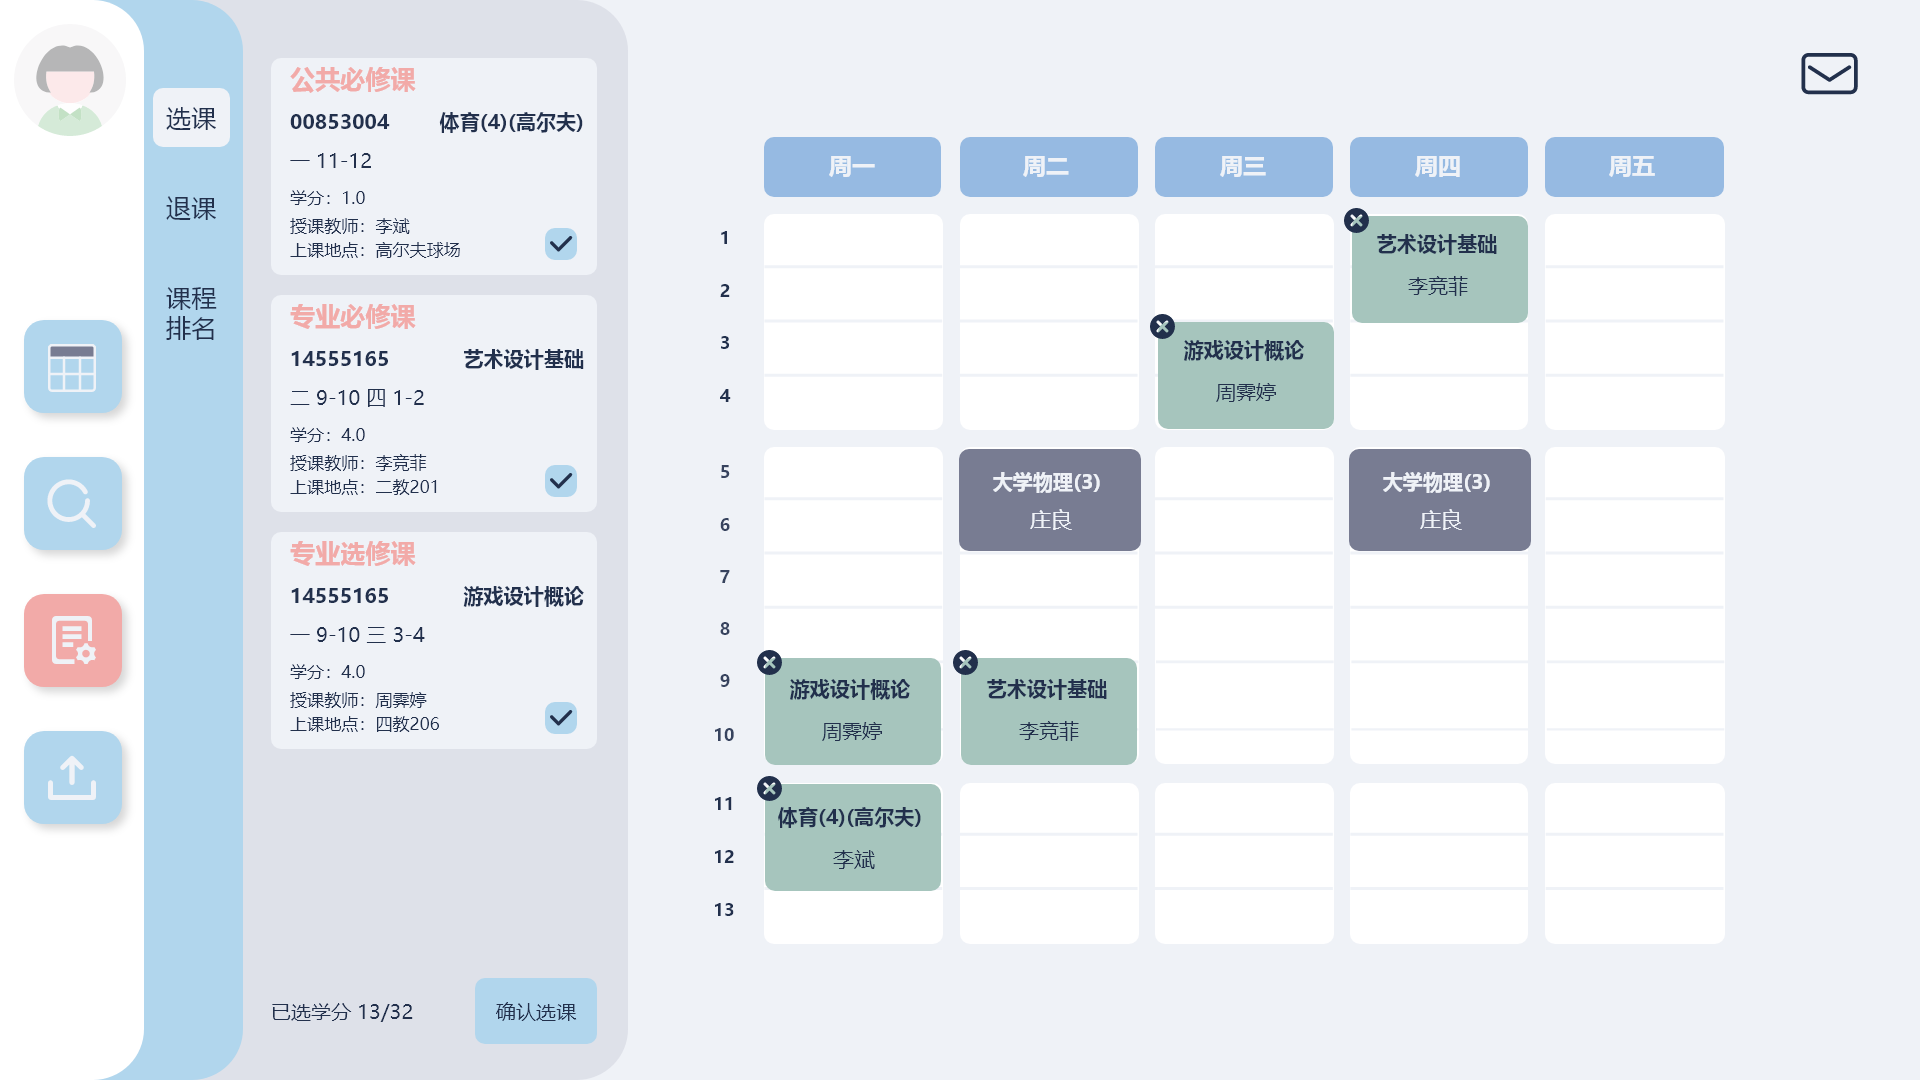 选课
退课
课程
排名
公共必修课
00853004 体育(4)(高尔夫)
一 11-12
学分：1.0
授课教师：李斌
上课地点：高尔夫球场
专业必修课
14555165 艺术设计基础
二 9-10 四 1-2
学分：4.0
授课教师：李竞菲
上课地点：二教201
专业选修课
14555165 游戏设计概论
一 9-10 三 3-4
学分：4.0
授课教师：周霁婷
上课地点：四教206
已选学分 13/32
确认选课
周一 周二 周三 周四 周五
1
艺术设计基础
2
李竞菲
3
游戏设计概论
4
周霁婷
5
大学物理(3) 大学物理(3)
6
庄良 庄良
7
8
9
游戏设计概论 艺术设计基础
10
周霁婷 李竞菲
11
体育(4)(高尔夫)
12
李斌
13